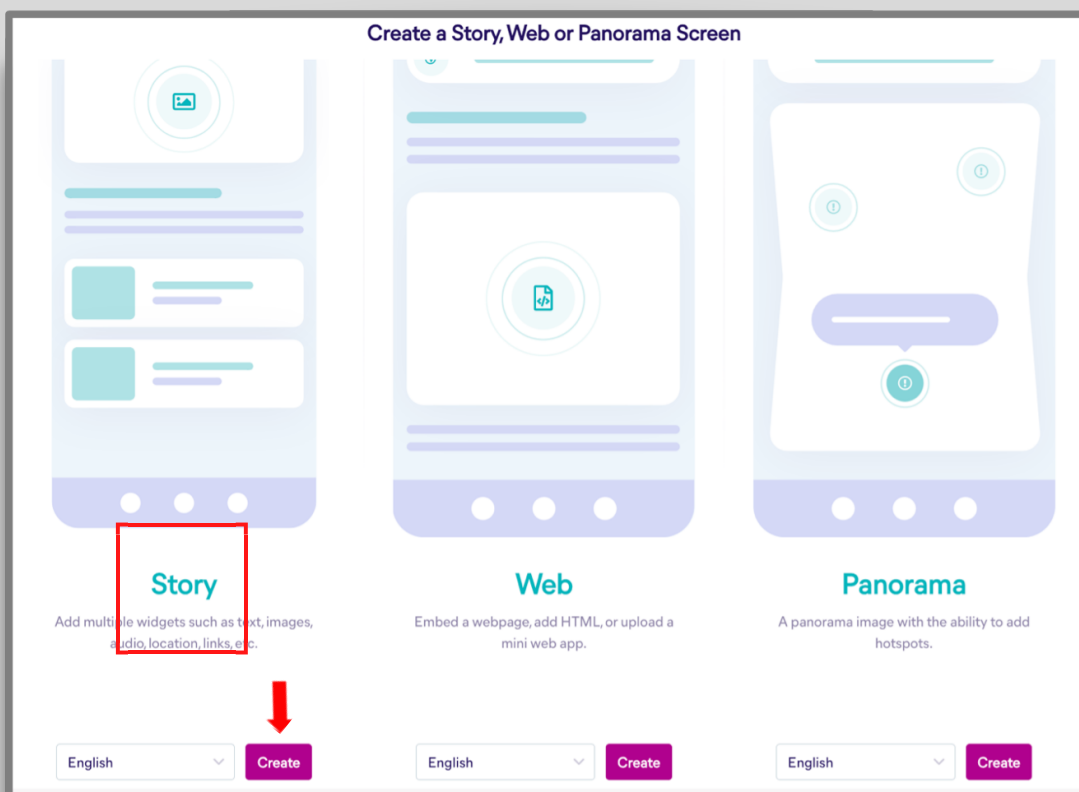 Create a Story, Web or Panorama Screen
Story
Add multiple widgets such as text, images,
audio, location, links, etc.
English
Create
Web
Embed a webpage, add HTML, or upload a
mini web app.
English
Create
Panorama
A panorama image with the ability to add
hotspots.
English
Create